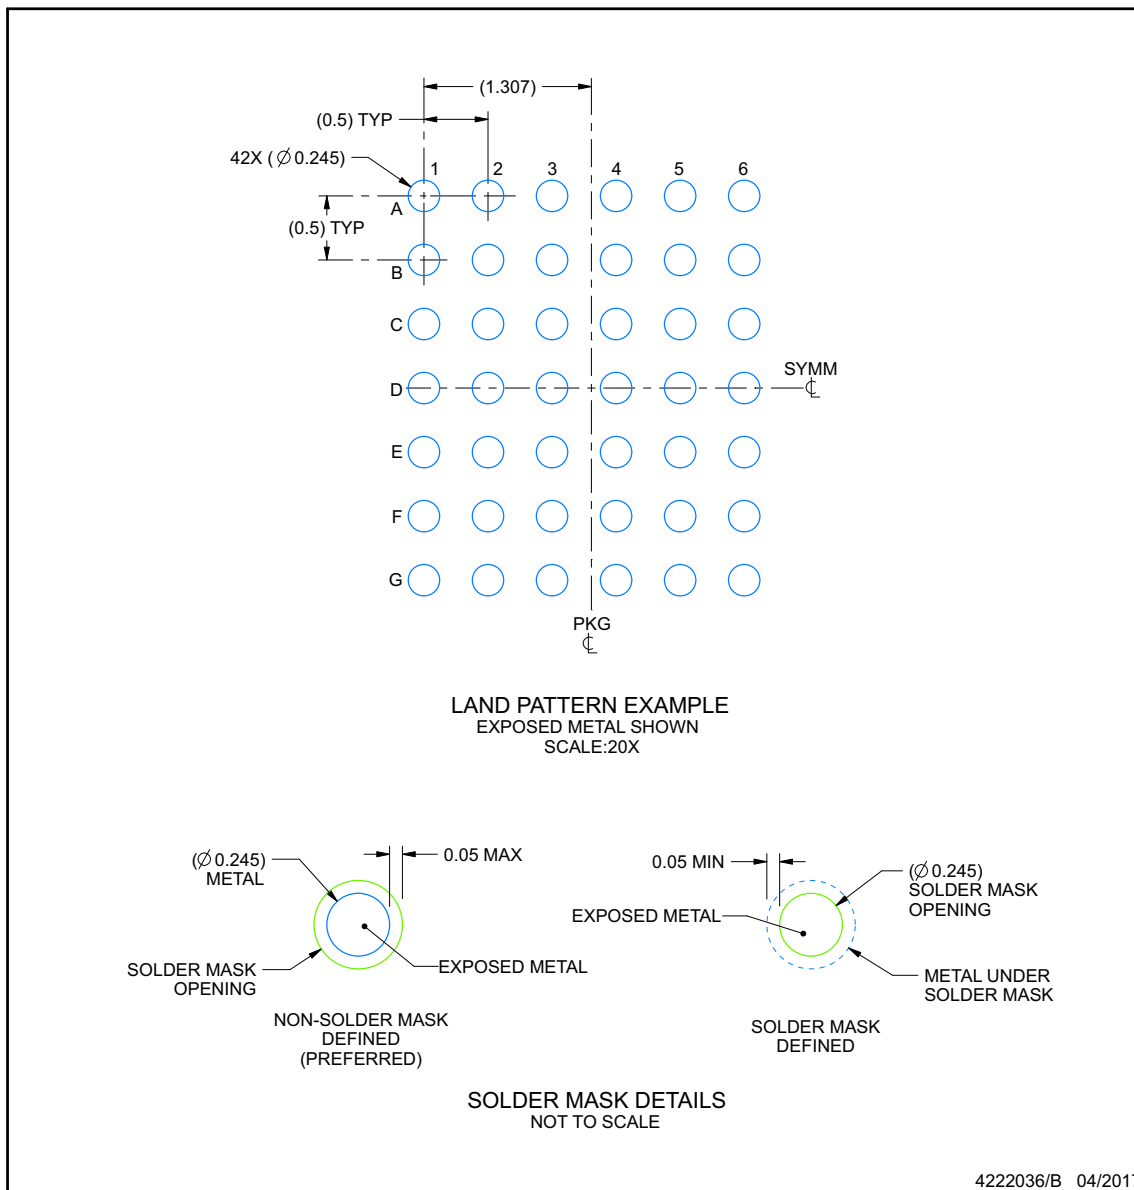 (1.307)
(0.5) TYP
42X (∅0.245)
1 2 3 4 5 6
A
(0.5) TYP
B
C
SYMM
℄
D
E
F
G
PKG
℄
LAND PATTERN EXAMPLE
EXPOSED METAL SHOWN
SCALE:20X
(∅0.245)
METAL
0.05 MAX
SOLDER MASK
OPENING
EXPOSED METAL
NON-SOLDER MASK
DEFINED
(PREFERRED)
0.05 MIN
(∅0.245)
SOLDER MASK
OPENING
EXPOSED METAL
METAL UNDER
SOLDER MASK
SOLDER MASK
DEFINED
SOLDER MASK DETAILS
NOT TO SCALE
4222036/B 04/2017